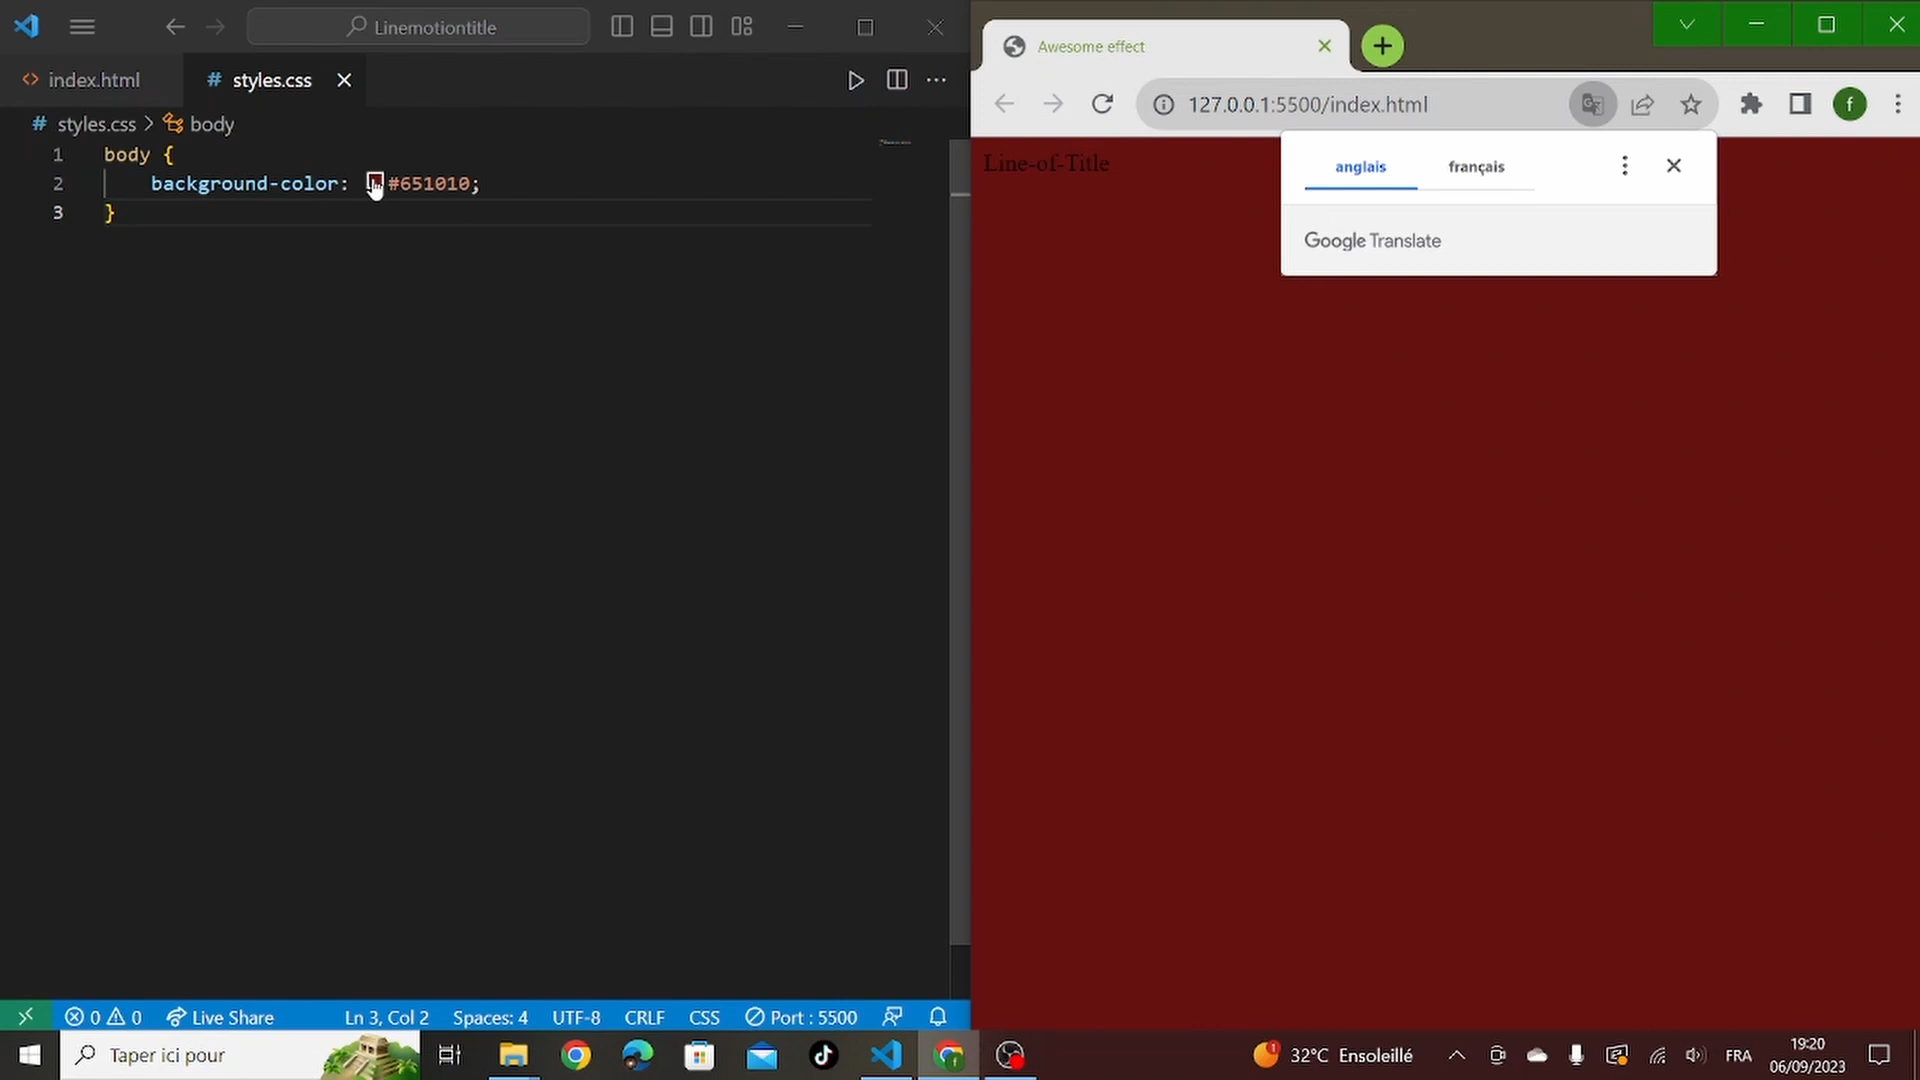 Linemotiontitle
index.html
# styles.css
# styles.css > body
1 body {
2 background-color: #651010;
3 }
0 0
Live Share
Ln 3, Col 2
Spaces: 4
UTF-8
CRLF
CSS
Port : 5500
Awesome effect
127.0.0.1:5500/index.html
f
Line-of-Title
anglais
français
Google Translate
Taper ici pour
32°C Ensoleillé
FRA
19:20
06/09/2023